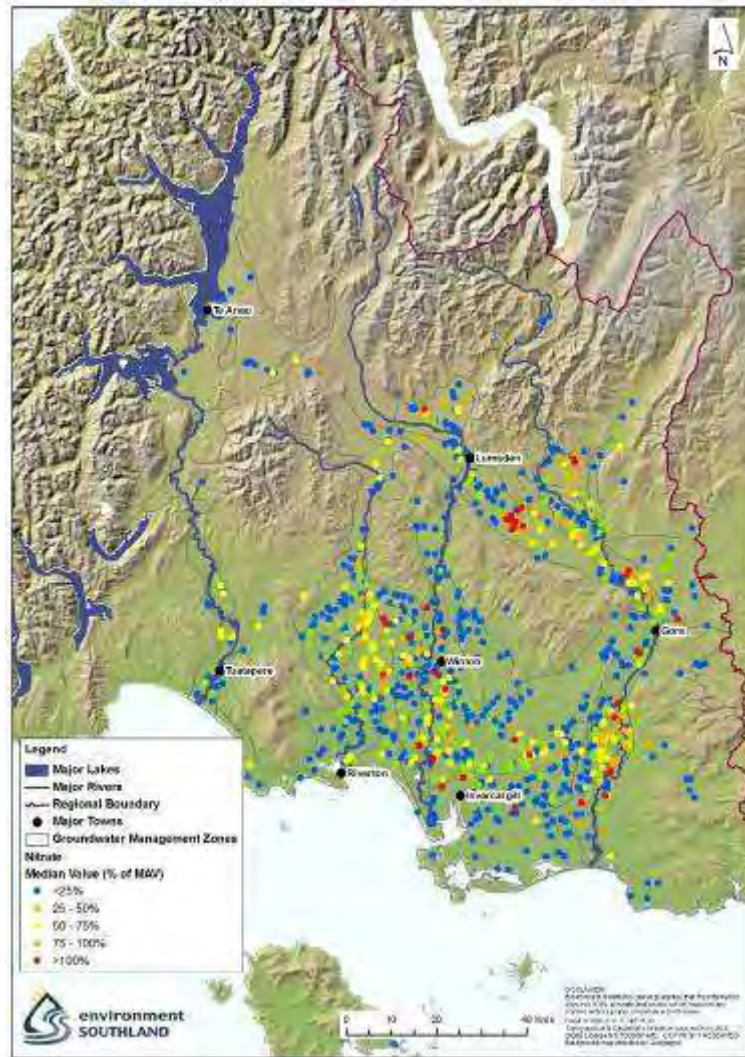 N
Te Anau
Lumsden
Gore
Winton
Tuatapere
Riverton
Invercargill
Legend
Major Lakes
Major Rivers
Regional Boundary
Major Towns
Groundwater Management Zones
Nitrate
Median Value (% of MAV)
<25%
25 - 50%
50 - 75%
75 - 100%
>100%
environment
SOUTHLAND
0 10 20 40